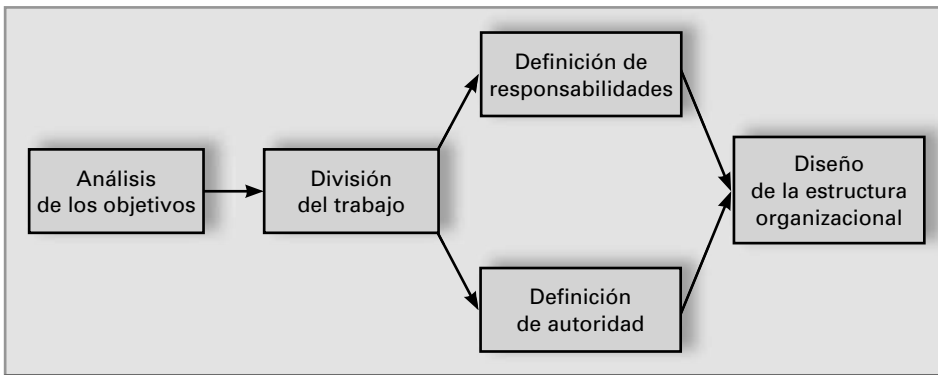 Análisis
de los objetivos
División
del trabajo
Definición de
responsabilidades
Definición
de autoridad
Diseño
de la estructura
organizacional